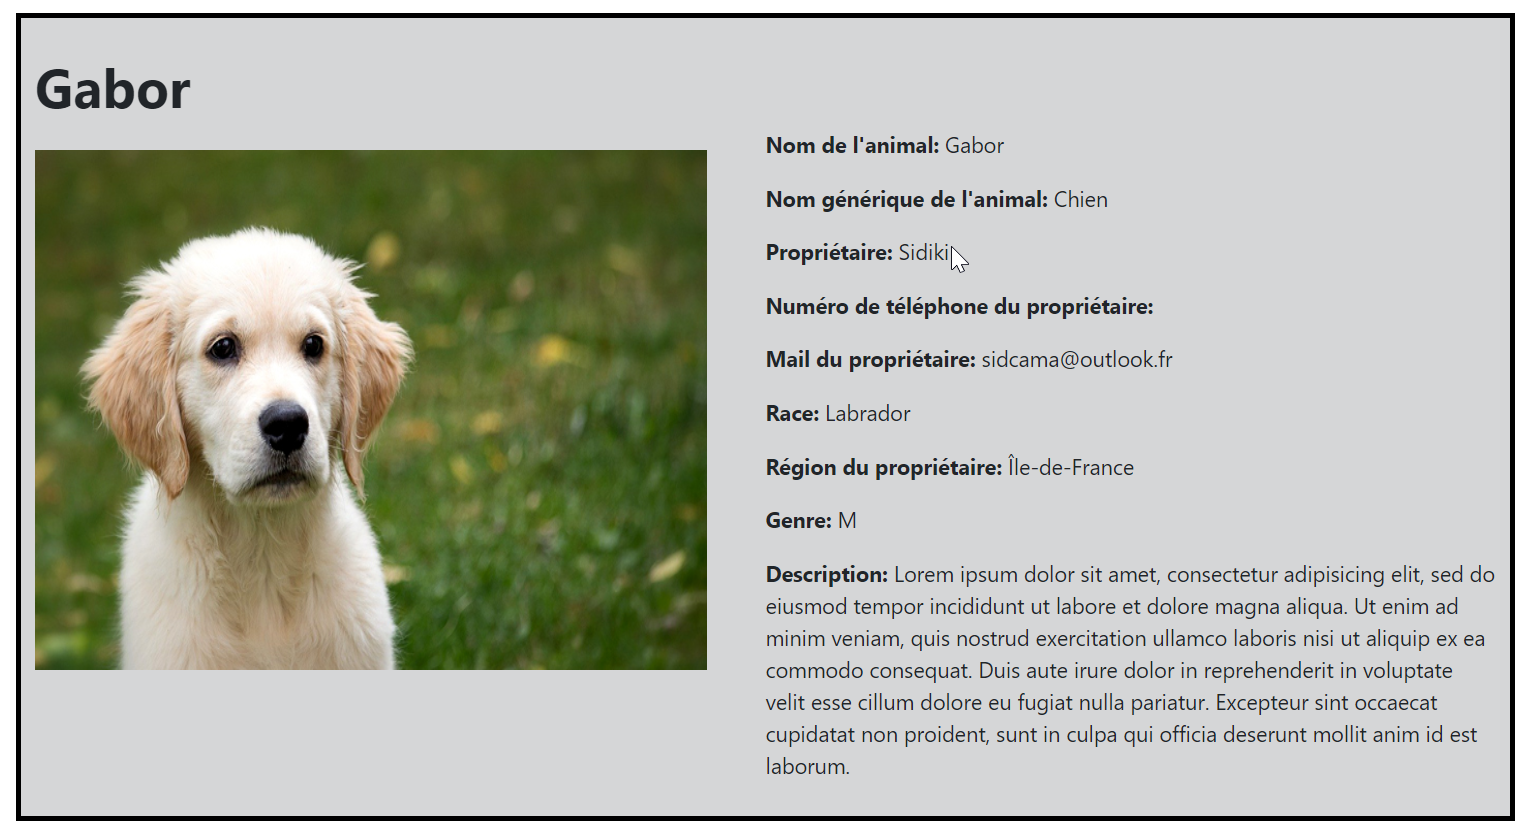 Gabor
Nom de l'animal: Gabor
Nom générique de l'animal: Chien
Propriétaire: Sidiki
Numéro de téléphone du propriétaire:
Mail du propriétaire: sidcama@outlook.fr
Race: Labrador
Région du propriétaire: Île-de-France
Genre: M
Description: Lorem ipsum dolor sit amet, consectetur adipisicing elit, sed do
eiusmod tempor incididunt ut labore et dolore magna aliqua. Ut enim ad
minim veniam, quis nostrud exercitation ullamco laboris nisi ut aliquip ex ea
commodo consequat. Duis aute irure dolor in reprehenderit in voluptate
velit esse cillum dolore eu fugiat nulla pariatur. Excepteur sint occaecat
cupidatat non proident, sunt in culpa qui officia deserunt mollit anim id est
laborum.